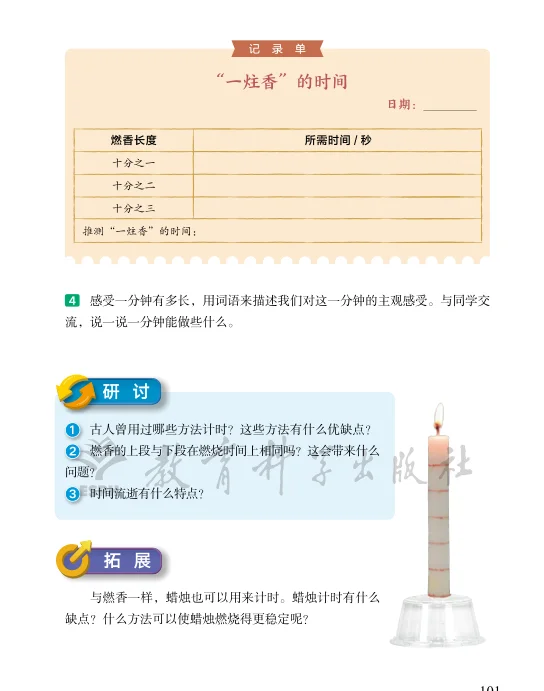 记录单
“一炷香”的时间
日期：________
燃香长度 所需时间 / 秒
十分之一
十分之二
十分之三
推测“一炷香”的时间：
4 感受一分钟有多长，用词语来描述我们对这一分钟的主观感受。与同学交
流，说一说一分钟能做些什么。
研讨
1 古人曾用过哪些方法计时？这些方法有什么优缺点？
2 燃香的上段与下段在燃烧时间上相同吗？这会带来什么
问题？
3 时间流逝有什么特点？
教育科学出版社
ESPH
拓展
与燃香一样，蜡烛也可以用来计时。蜡烛计时有什么
缺点？什么方法可以使蜡烛燃烧得更稳定呢？
101